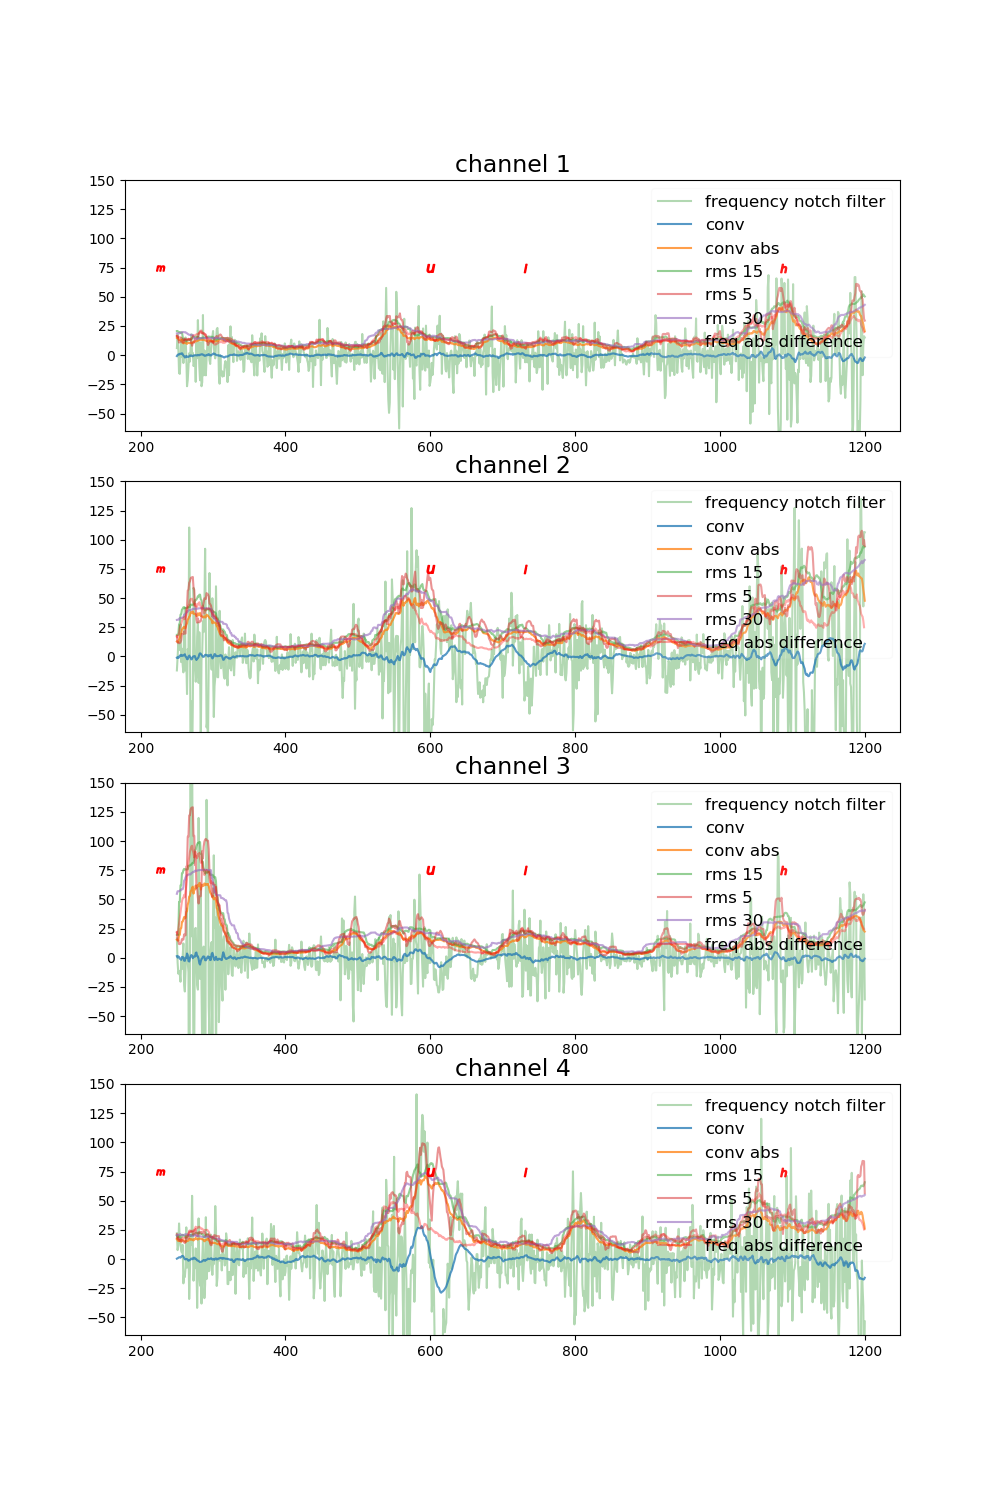 channel 1
150
125
100
75
50
25
0
−25
−50
m u l h
frequency notch filter
conv
conv abs
rms 15
rms 5
rms 30
freq abs difference
200 400 600 800 1000 1200
channel 2
150
125
100
75
50
25
0
−25
−50
m u l h
frequency notch filter
conv
conv abs
rms 15
rms 5
rms 30
freq abs difference
200 400 600 800 1000 1200
channel 3
150
125
100
75
50
25
0
−25
−50
m u l h
frequency notch filter
conv
conv abs
rms 15
rms 5
rms 30
freq abs difference
200 400 600 800 1000 1200
channel 4
150
125
100
75
50
25
0
−25
−50
m u l h
frequency notch filter
conv
conv abs
rms 15
rms 5
rms 30
freq abs difference
200 400 600 800 1000 1200